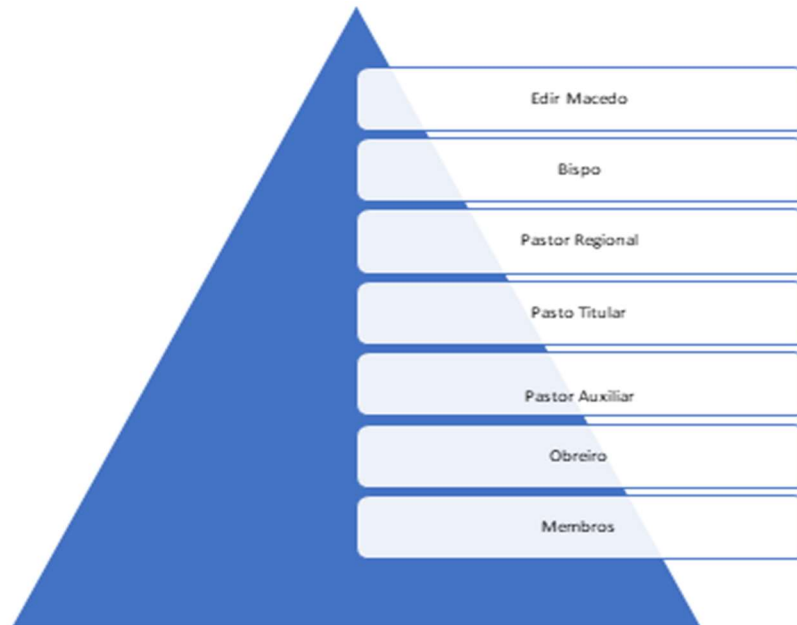 Edir Macedo
Bispo
Pastor Regional
Pasto Titular
Pastor Auxiliar
Obreiro
Membros